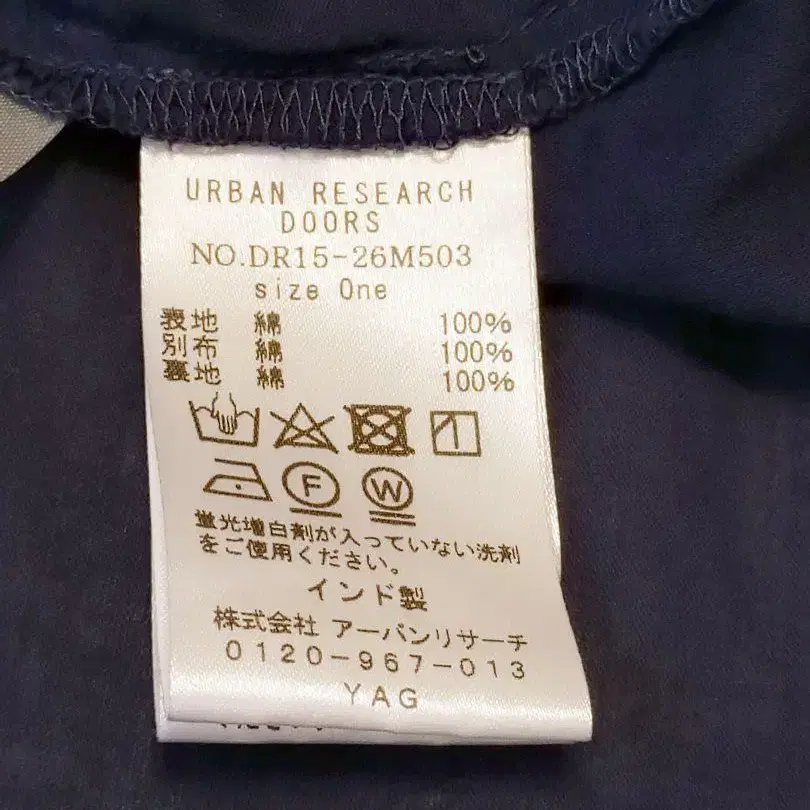 URBAN RESEARCH
DOORS
NO.DR15-26M503
size One
表地 綿 100%
別布 綿 100%
裏地 綿 100%
F W
蛍光増白剤が入っていない洗剤
をご使用ください。
インド製
株式会社 アーバンリサーチ
0120-967-013
YAG